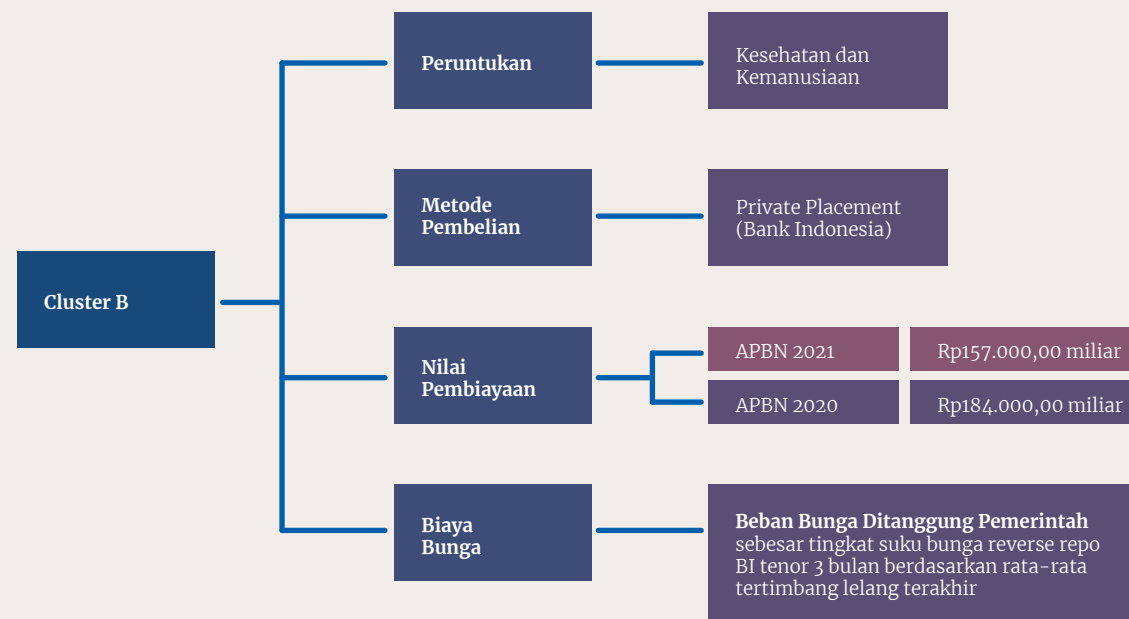 Peruntukan
Kesehatan dan
Kemanusiaan
Metode
Pembelian
Private Placement
(Bank Indonesia)
Cluster B
Nilai
Pembiayaan
APBN 2021
Rp157.000,00 miliar
APBN 2020
Rp184.000,00 miliar
Biaya
Bunga
Beban Bunga Ditanggung Pemerintah
sebesar tingkat suku bunga reverse repo
BI tenor 3 bulan berdasarkan rata-rata
tertimbang lelang terakhir